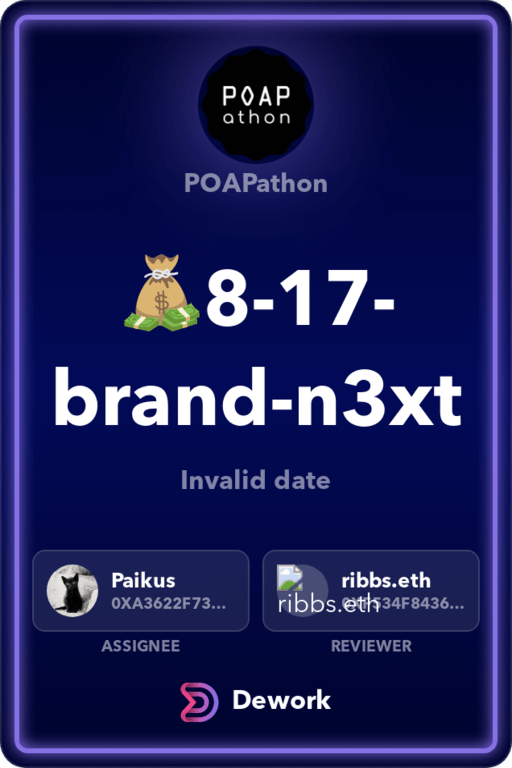 POAP
athon
POAPathon
💰8-17-
brand-n3xt
Invalid date
Paikus
0XA3622F73...
ribbs.eth
ribbs.eth
ASSIGNEE
REVIEWER
Dework